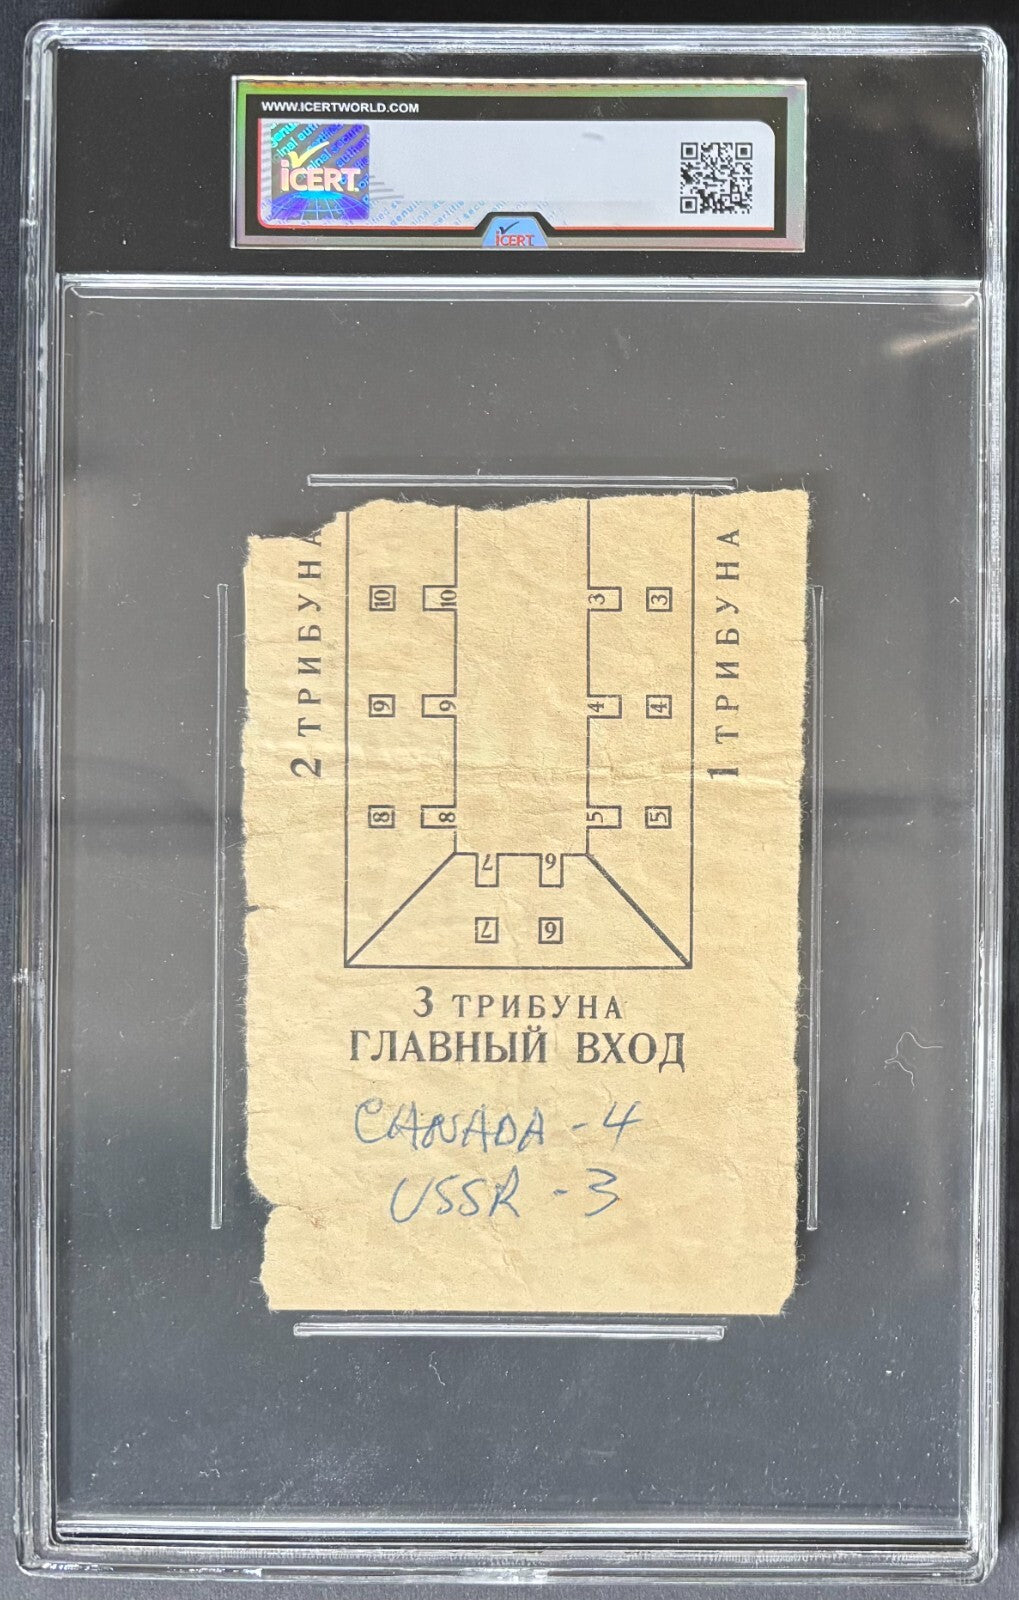 WWW.ICERTWORLD.COM
iCERT
iCERT
2 ТРИБУНА
1 ТРИБУНА
10 10 3 3
9 9 4 4
8 8 5 5
7 6
7 6
3 ТРИБУНА
ГЛАВНЫЙ ВХОД
CANADA - 4
USSR - 3